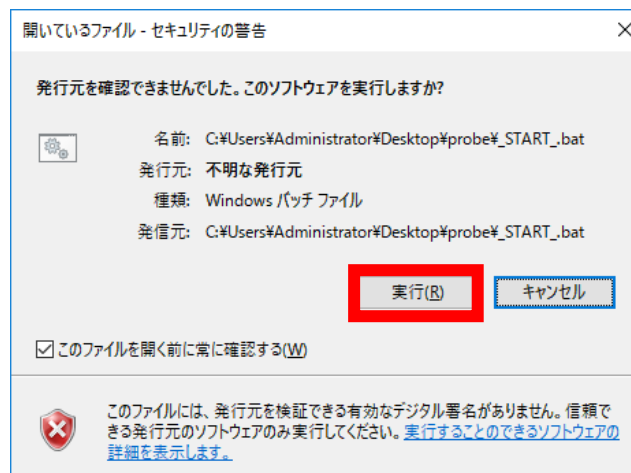 開いているファイル - セキュリティの警告
発行元を確認できませんでした。このソフトウェアを実行しますか?
名前: C:¥Users¥Administrator¥Desktop¥probe¥_START_.bat
発行元: 不明な発行元
種類: Windows バッチ ファイル
発信元: C:¥Users¥Administrator¥Desktop¥probe¥_START_.bat
実行(R) キャンセル
このファイルを開く前に常に確認する(W)
このファイルには、発行元を検証できる有効なデジタル署名がありません。信頼で
きる発行元のソフトウェアのみ実行してください。実行することのできるソフトウェアの
詳細を表示します。